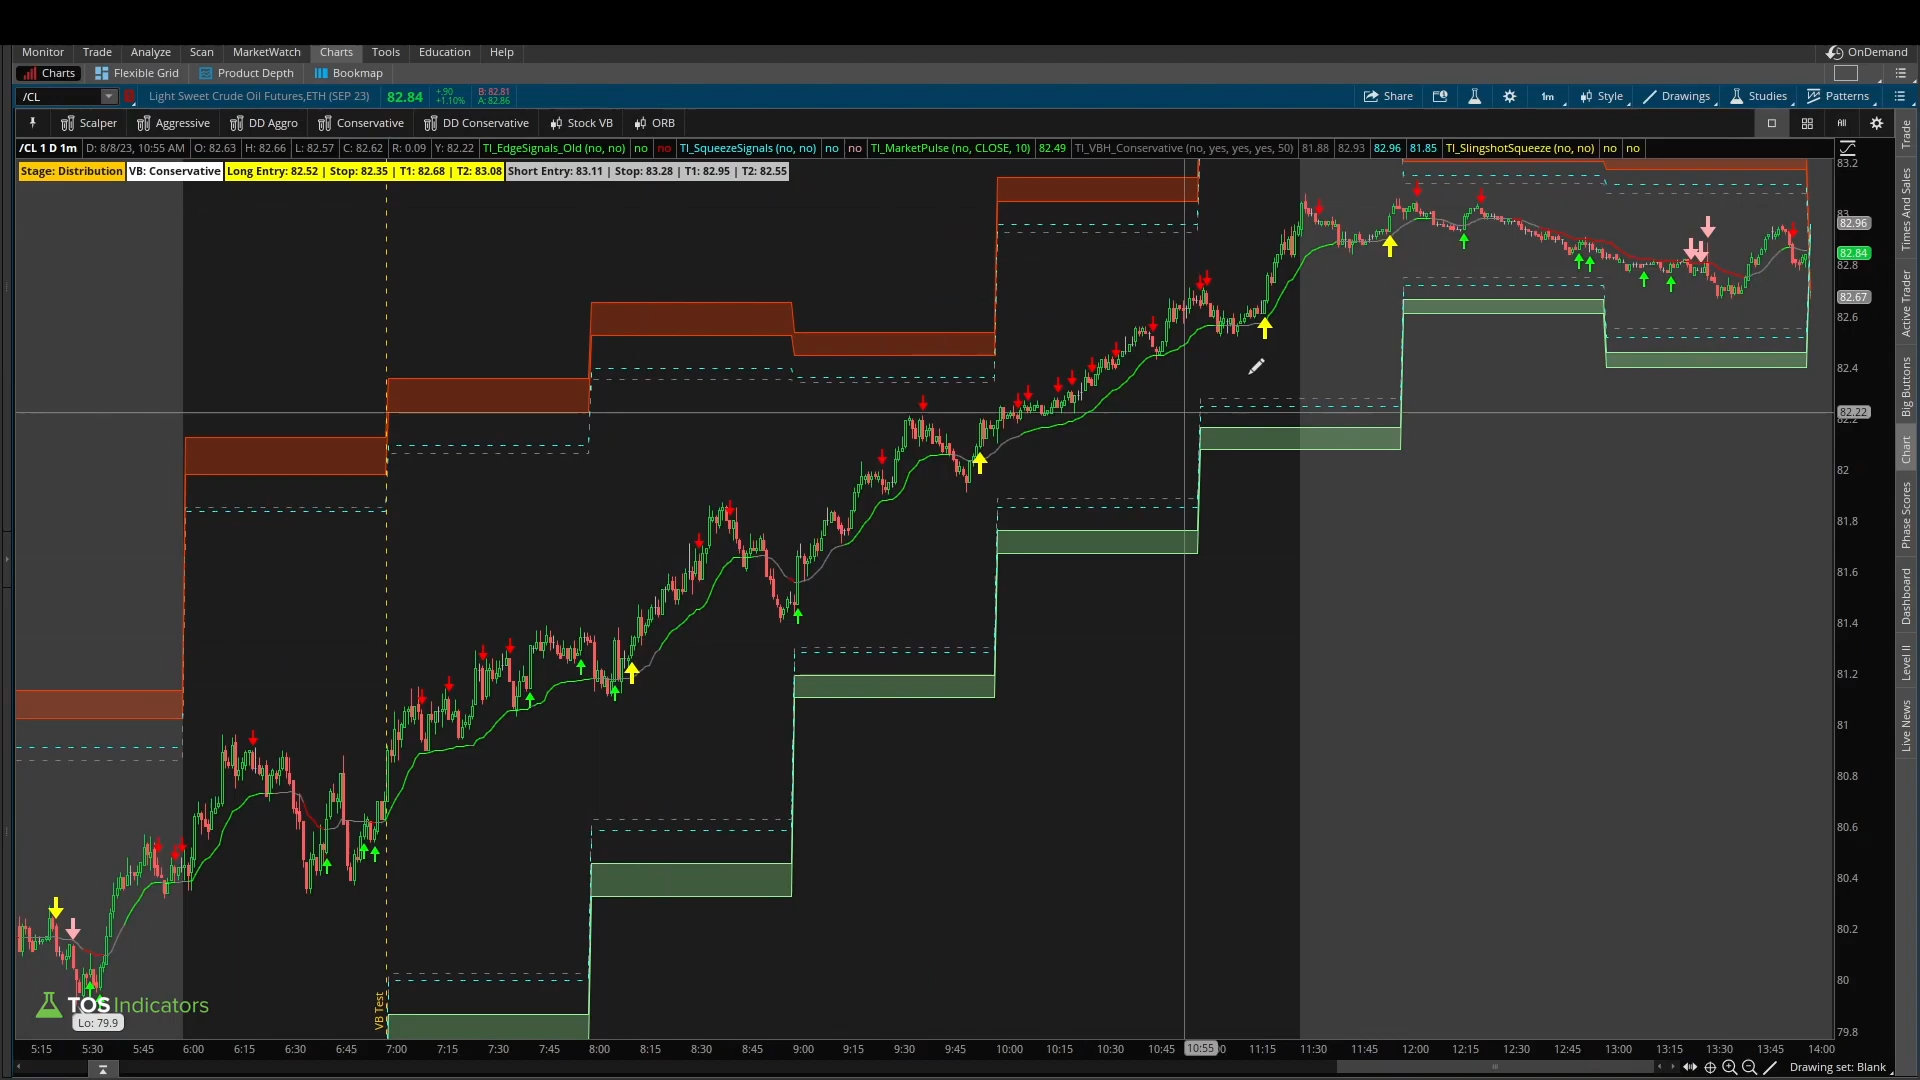 Monitor Trade Analyze Scan MarketWatch Charts Tools Education Help OnDemand
Charts Flexible Grid Product Depth Bookmap
/CL Light Sweet Crude Oil Futures,ETH (SEP 23) 82.84 +.90 +1.10% B: 82.81 A: 82.86 Share 1m Style Drawings Studies Patterns
Scalper Aggressive DD Aggro Conservative DD Conservative Stock VB ORB All
/CL 1 D 1m D: 8/8/23, 10:55 AM O: 82.63 H: 82.66 L: 82.57 C: 82.62 R: 0.09 Y: 82.22 TI_EdgeSignals_Old (no, no) no no TI_SqueezeSignals (no, no) no no TI_MarketPulse (no, CLOSE, 10) 82.49 TI_VBH_Conservative (no, yes, yes, yes, 50) 81.88 82.93 82.96 81.85 TI_SlingshotSqueeze (no, no) no no
Stage: Distribution VB: Conservative Long Entry: 82.52 | Stop: 82.35 | T1: 82.68 | T2: 83.08 Short Entry: 83.11 | Stop: 83.28 | T1: 82.95 | T2: 82.55
83.2
83
82.96
82.84
82.8
82.67
82.6
82.4
82.22
82.2
82
81.8
81.6
81.4
81.2
81
80.8
80.6
80.4
80.2
80
79.8
Trade
Times And Sales
Active Trader
Big Buttons
Chart
Phase Scores
Dashboard
Level II
Live News
VB Test
TOS Indicators
Lo: 79.9
5:15 5:30 5:45 6:00 6:15 6:30 6:45 7:00 7:15 7:30 7:45 8:00 8:15 8:30 8:45 9:00 9:15 9:30 9:45 10:00 10:15 10:30 10:45 10:55 11:15 11:30 11:45 12:00 12:15 12:30 12:45 13:00 13:15 13:30 13:45 14:00
Drawing set: Blank